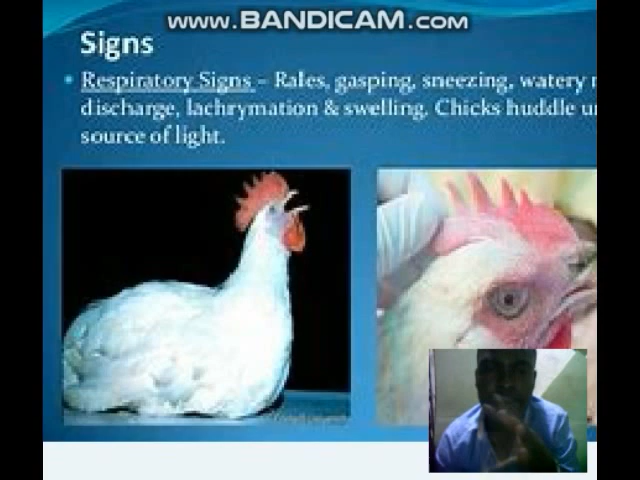 www.BANDICAM.com
Signs
• Respiratory Signs – Rales, gasping, sneezing, watery
discharge, lachrymation & swelling. Chicks huddle
source of light.